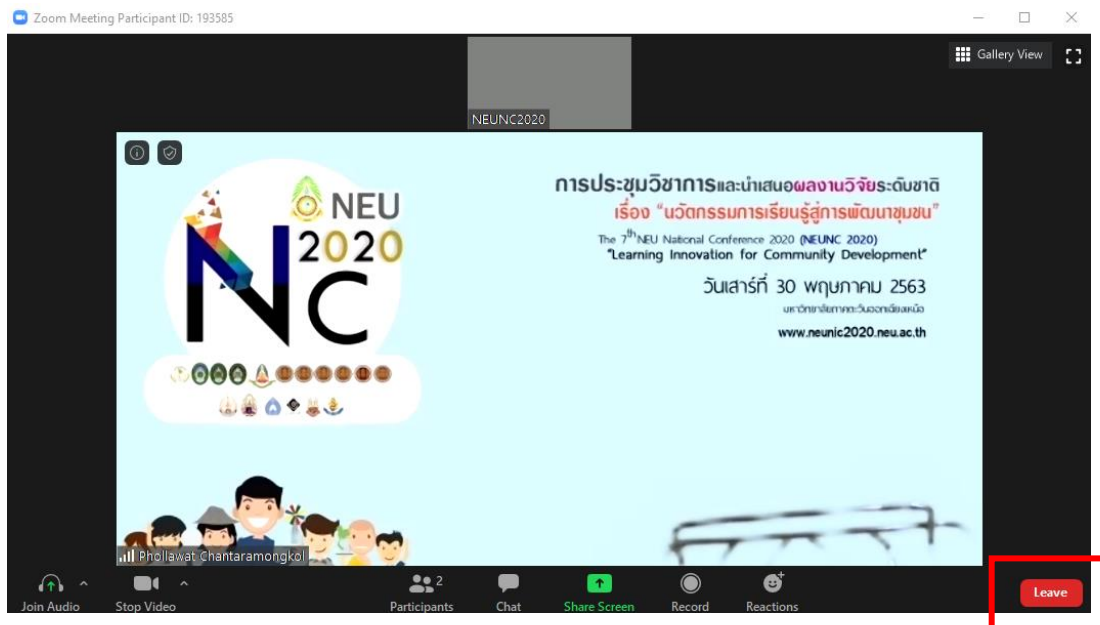 Zoom Meeting Participant ID: 193585
Gallery View
NEUNC2020
NEU
2020
NC
การประชุมวิชาการและนำเสนอผลงานวิจัยระดับชาติ
เรื่อง “นวัตกรรมการเรียนรู้สู่การพัฒนาชุมชน”
The 7th NEU National Conference 2020 (NEUNC 2020)
"Learning Innovation for Community Development"
วันเสาร์ที่ 30 พฤษภาคม 2563
มหาวิทยาลัยภาคตะวันออกเฉียงเหนือ
www.neunic2020.neu.ac.th
Phollawat Chantaramongkol
Join Audio
Stop Video
2
Participants
Chat
Share Screen
Record
Reactions
Leave